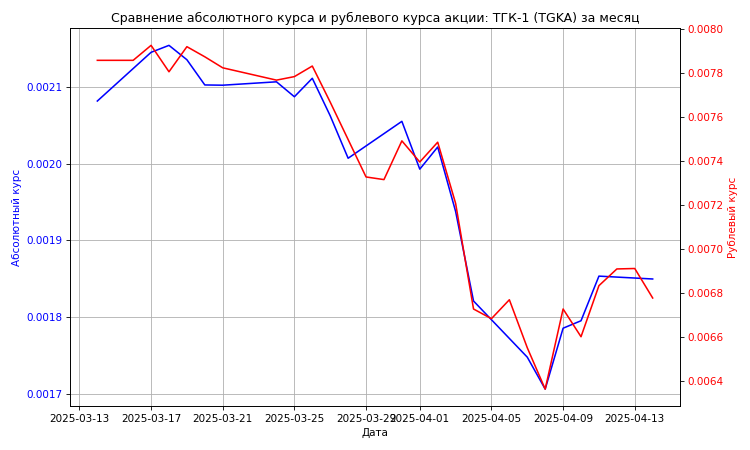 Сравнение абсолютного курса и рублевого курса акции: ТГК-1 (TGKA) за месяц
Абсолютный курс
0.0021
0.0020
0.0019
0.0018
0.0017
0.0080
0.0078
0.0076
0.0074
0.0072
0.0070
0.0068
0.0066
0.0064
Рублевый курс
2025-03-13 2025-03-17 2025-03-21 2025-03-25 2025-03-29 2025-04-01 2025-04-05 2025-04-09 2025-04-13
Дата